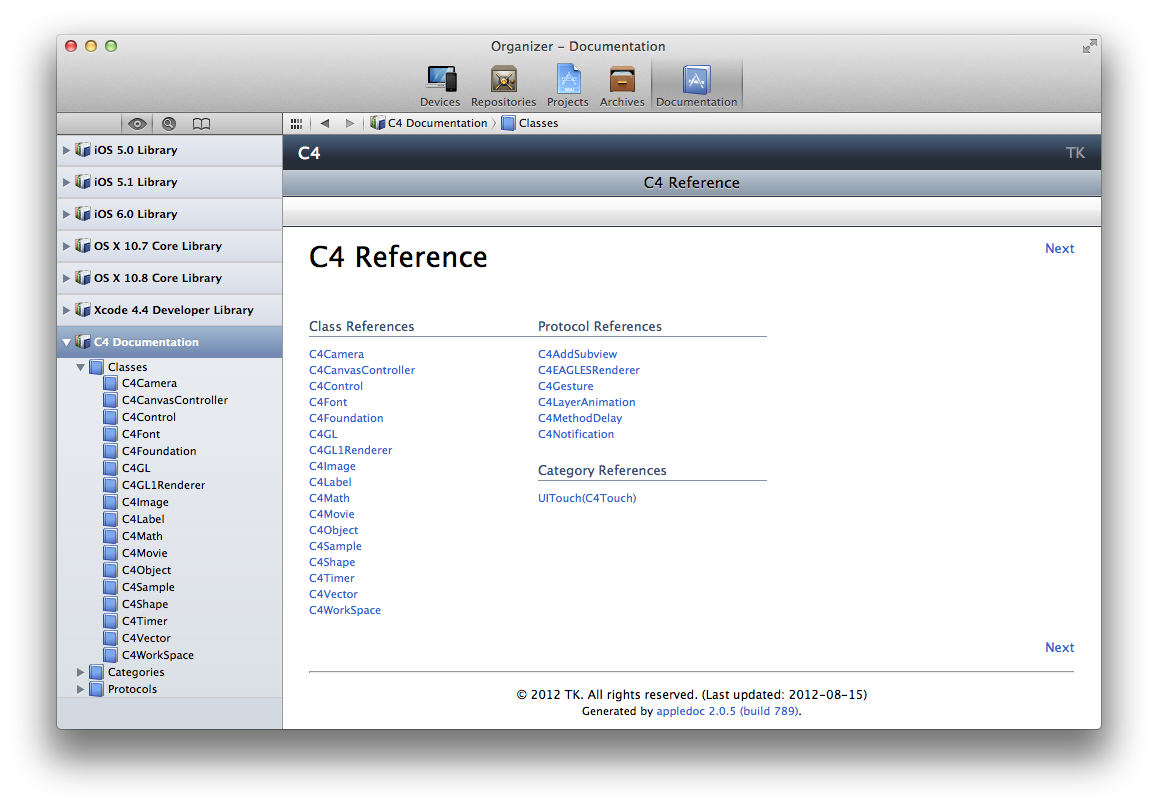 Organizer – Documentation
Devices Repositories Projects Archives Documentation
C4 Documentation Classes
iOS 5.0 Library
iOS 5.1 Library
iOS 6.0 Library
OS X 10.7 Core Library
OS X 10.8 Core Library
Xcode 4.4 Developer Library
C4 Documentation
Classes
C4Camera
C4CanvasController
C4Control
C4Font
C4Foundation
C4GL
C4GL1Renderer
C4Image
C4Label
C4Math
C4Movie
C4Object
C4Sample
C4Shape
C4Timer
C4Vector
C4WorkSpace
Categories
Protocols
C4 TK
C4 Reference
C4 Reference
Next
Class References
C4Camera
C4CanvasController
C4Control
C4Font
C4Foundation
C4GL
C4GL1Renderer
C4Image
C4Label
C4Math
C4Movie
C4Object
C4Sample
C4Shape
C4Timer
C4Vector
C4WorkSpace
Protocol References
C4AddSubview
C4EAGLESRenderer
C4Gesture
C4LayerAnimation
C4MethodDelay
C4Notification
Category References
UITouch(C4Touch)
Next
© 2012 TK. All rights reserved. (Last updated: 2012-08-15)
Generated by appledoc 2.0.5 (build 789).